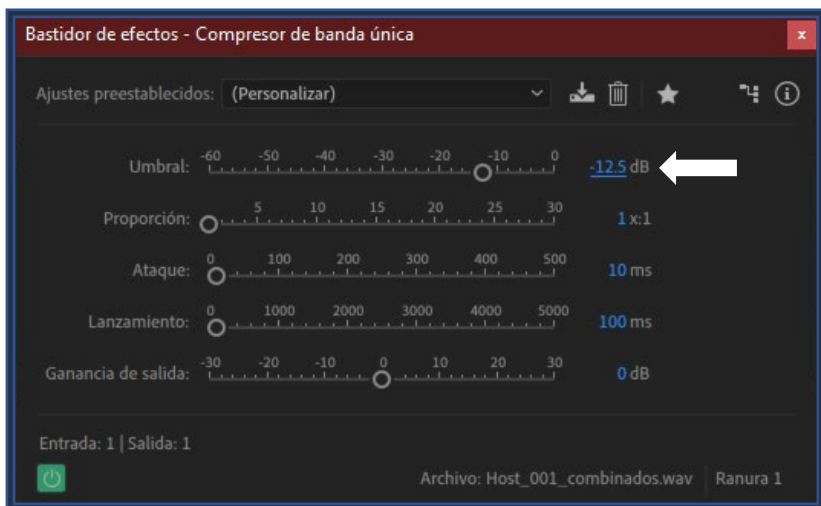 Bastidor de efectos - Compresor de banda única x
Ajustes preestablecidos: (Personalizar)
-60 -50 -40 -30 -20 -10 0
Umbral: -12.5 dB
5 10 15 20 25 30
Proporción: 1 x:1
0 100 200 300 400 500
Ataque: 10 ms
0 1000 2000 3000 4000 5000
Lanzamiento: 100 ms
-30 -20 -10 0 10 20 30
Ganancia de salida: 0 dB
Entrada: 1 | Salida: 1
Archivo: Host_001_combinados.wav Ranura 1